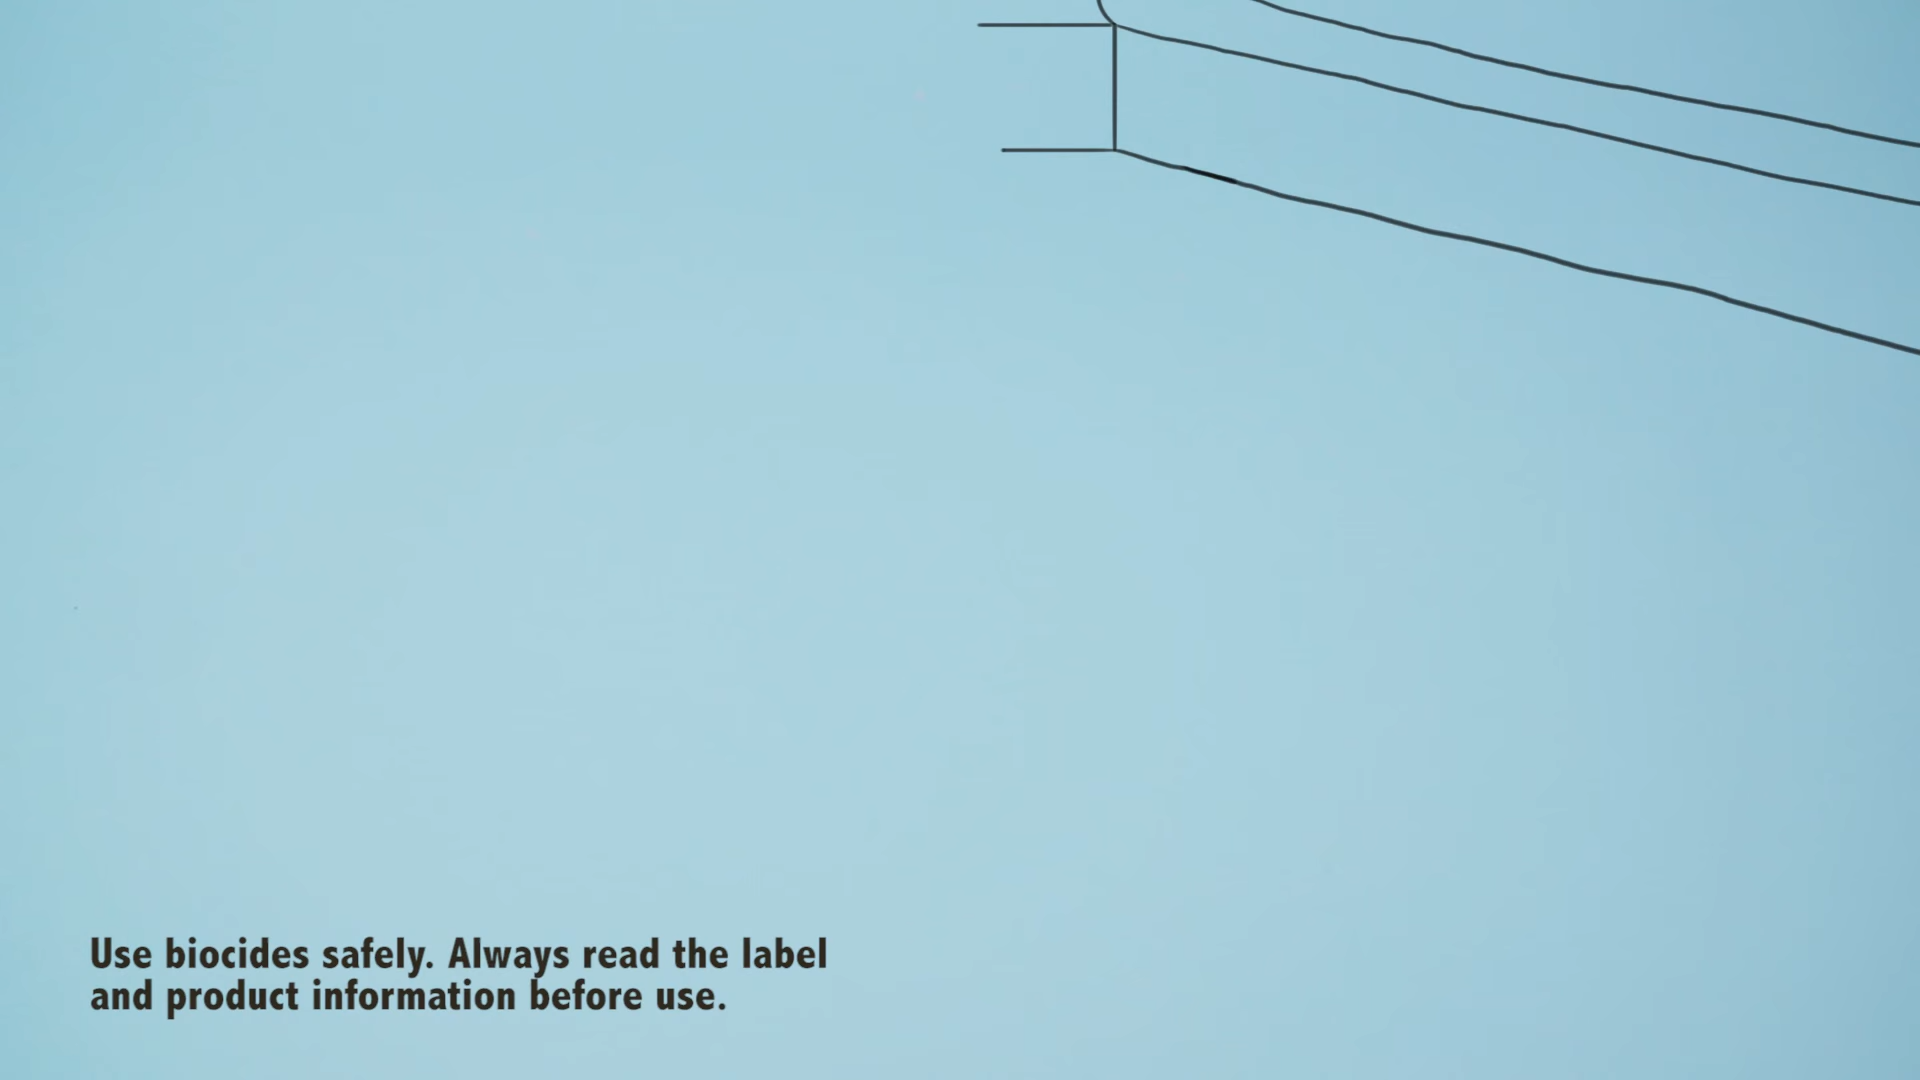 Use biocides safely. Always read the label
and product information before use.